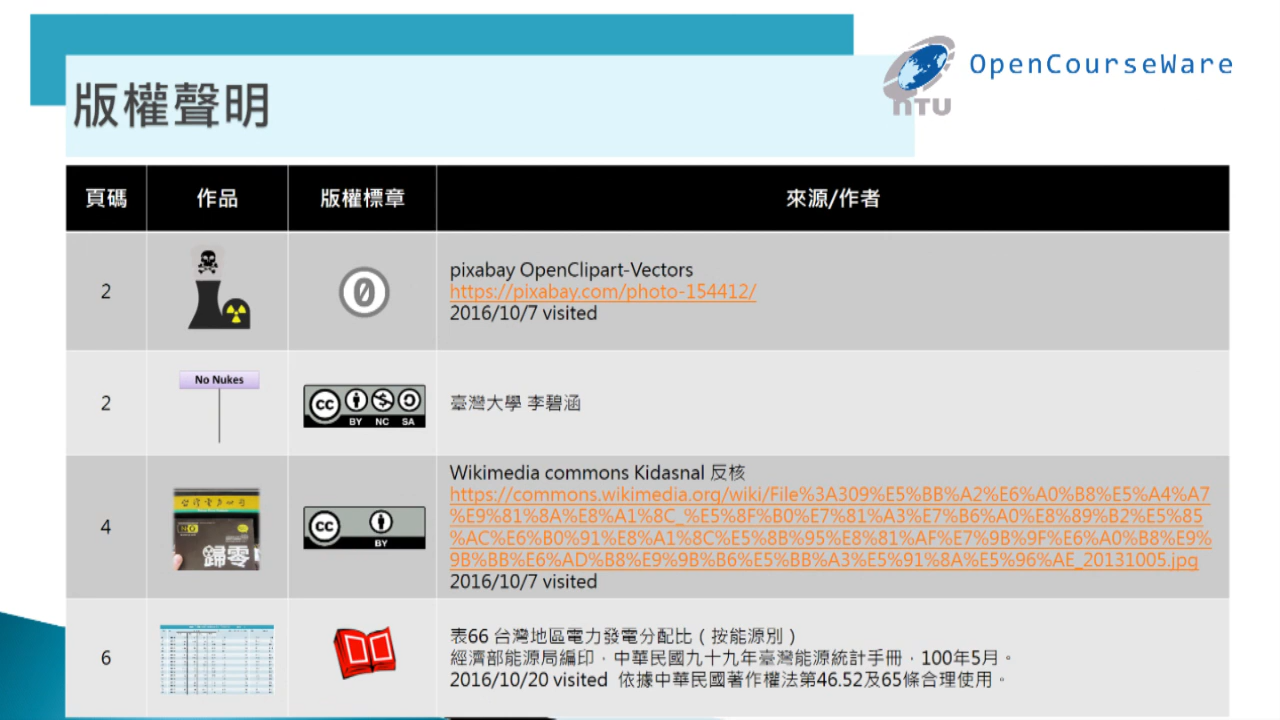 OpenCourseWare
NTU
版權聲明
頁碼
作品
版權標章
來源/作者
2
pixabay OpenClipart-Vectors
https://pixabay.com/photo-154412/
2016/10/7 visited
2
No Nukes
cc
BY NC SA
臺灣大學 李碧涵
4
歸零
cc
BY
Wikimedia commons Kidasnal 反核
https://commons.wikimedia.org/wiki/File%3A309%E5%BB%A2%E6%A0%B8%E5%A4%A7
%E9%81%8A%E8%A1%8C_%E5%8F%B0%E7%81%A3%E7%B6%A0%E8%89%B2%E5%85
%AC%E6%B0%91%E8%A1%8C%E5%8B%95%E8%81%AF%E7%9B%9F%E6%A0%B8%E9%
9B%BB%E6%AD%B8%E9%9B%B6%E5%BB%A3%E5%91%8A%E5%96%AE_20131005.jpg
2016/10/7 visited
6
表66 台灣地區電力發電分配比（按能源別）
經濟部能源局編印，中華民國九十九年臺灣能源統計手冊，100年5月。
2016/10/20 visited 依據中華民國著作權法第46.52及65條合理使用。